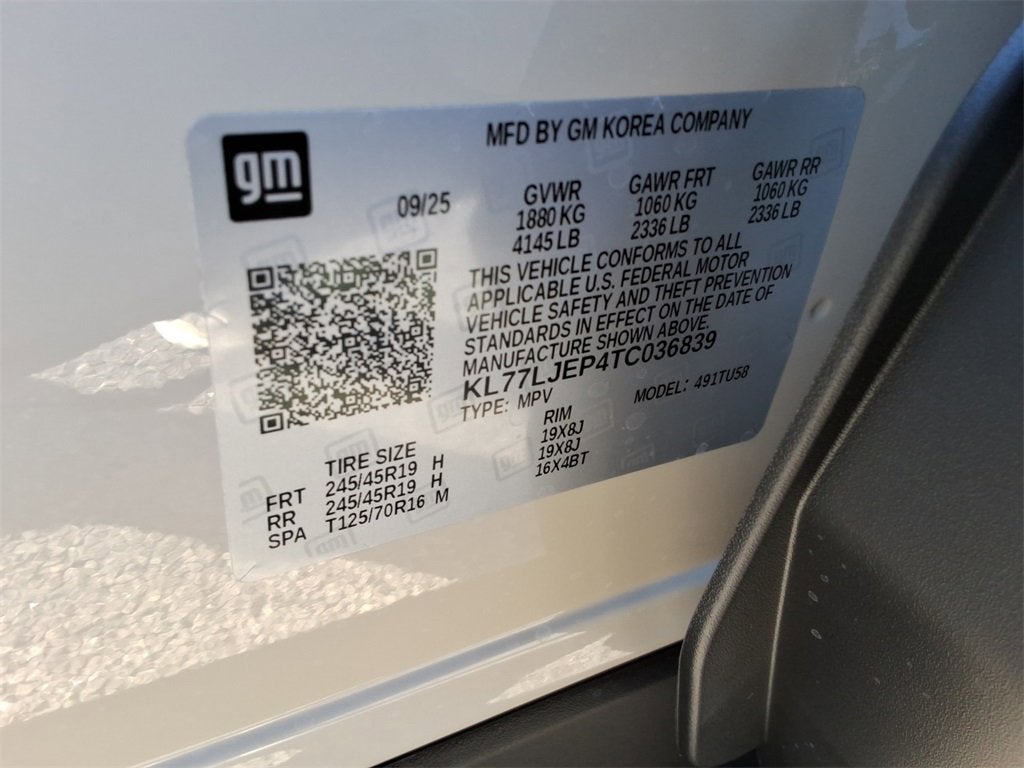 MFD BY GM KOREA COMPANY
gm
09/25
GVWR
1880 KG
4145 LB
GAWR FRT
1060 KG
2336 LB
GAWR RR
1060 KG
2336 LB
THIS VEHICLE CONFORMS TO ALL
APPLICABLE U.S. FEDERAL MOTOR
VEHICLE SAFETY AND THEFT PREVENTION
STANDARDS IN EFFECT ON THE DATE OF
MANUFACTURE SHOWN ABOVE.
KL77LJEP4TC036839
TYPE: MPV
MODEL: 491TU58
TIRE SIZE
RIM
FRT 245/45R19 H 19X8J
RR 245/45R19 H 19X8J
SPA T125/70R16 M 16X4BT